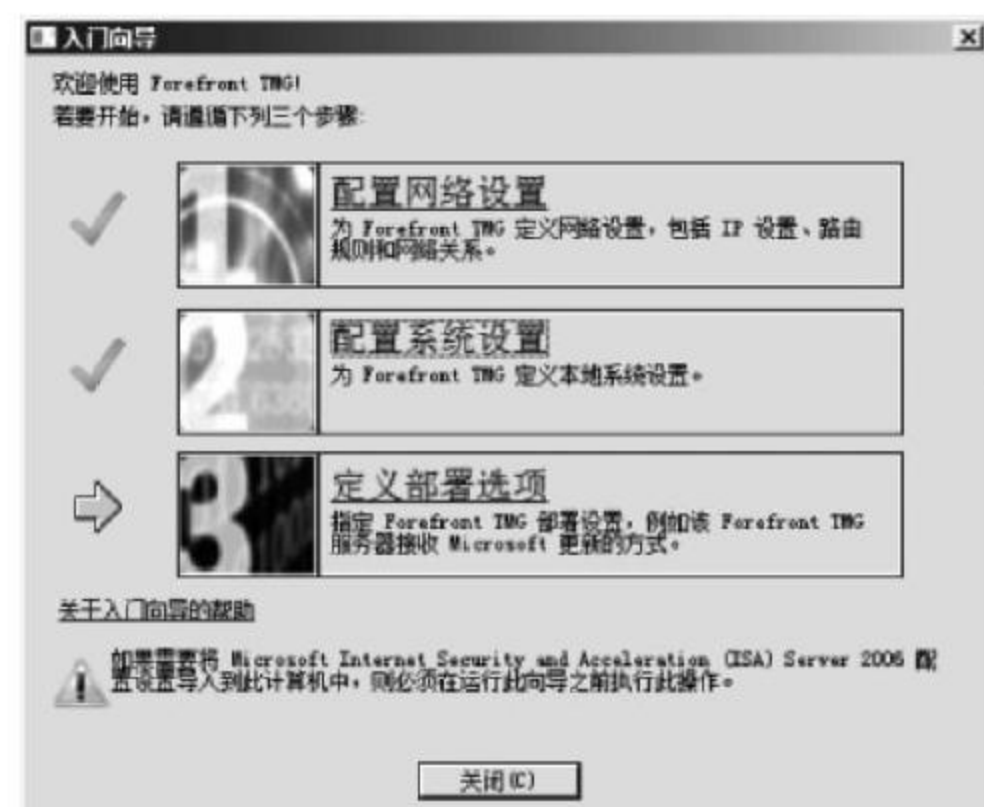 入门向导
欢迎使用 Forefront TMG!
若要开始，请遵循下列三个步骤:
配置网络设置
为 Forefront TMG 定义网络设置，包括 IP 设置、路由
规则和网络关系。
配置系统设置
为 Forefront TMG 定义本地系统设置。
定义部署选项
指定 Forefront TMG 部署设置，例如该 Forefront TMG
服务器接收 Microsoft 更新的方式。
关于入门向导的帮助
如果需要将 Microsoft Internet Security and Acceleration (ISA) Server 2006 配
置设置导入到此计算机中，则必须在运行此向导之前执行此操作。
关闭(C)